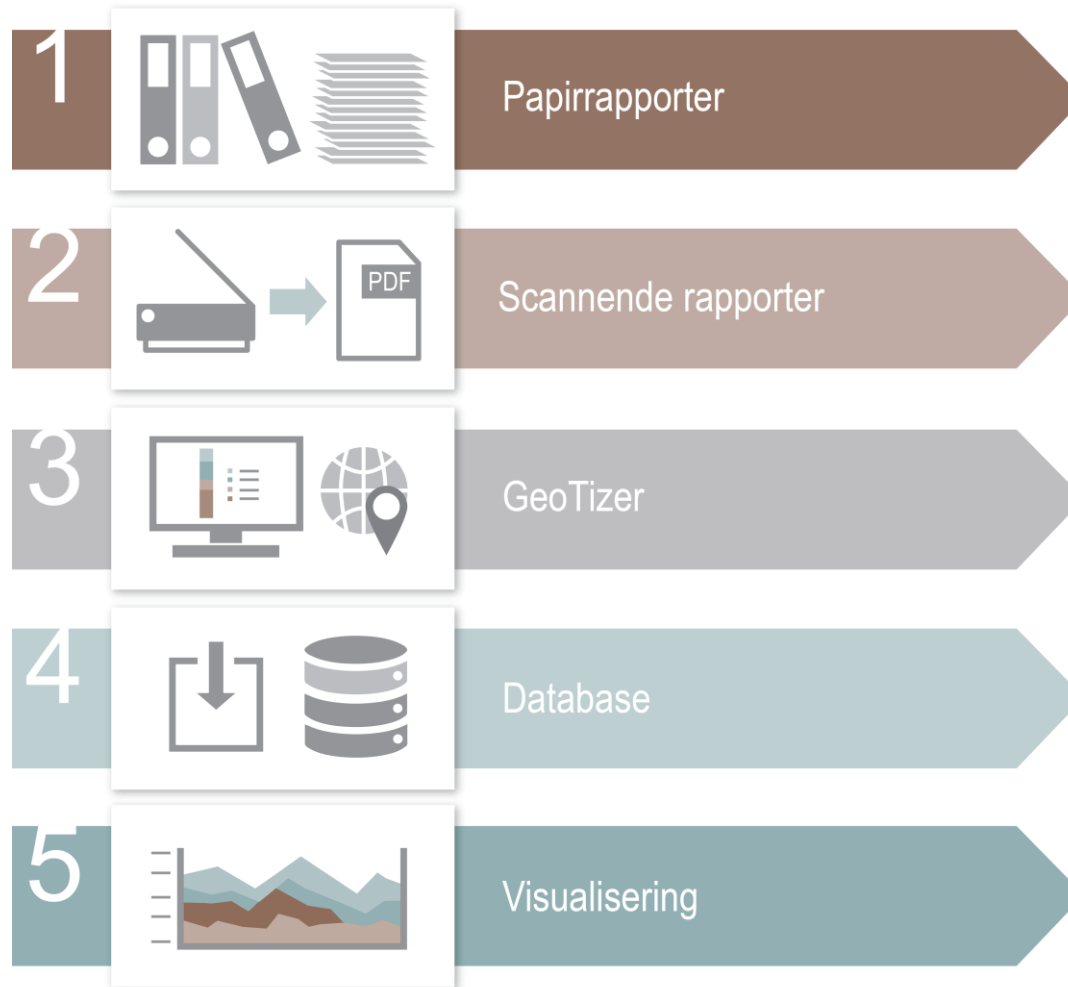 1
Papirrapporter
2
PDF
Scannende rapporter
3
GeoTizer
4
Database
5
Visualisering